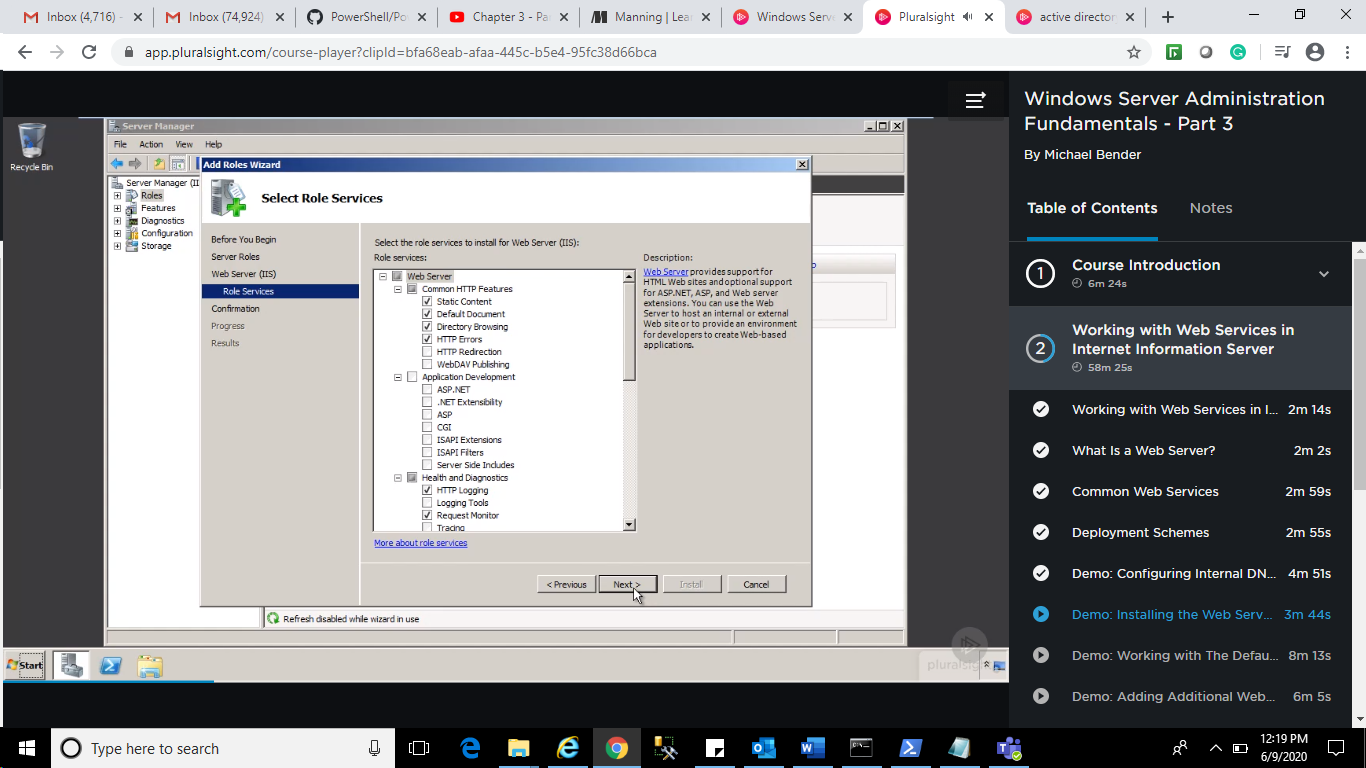 Inbox (4,716) -
Inbox (74,924)
PowerShell/Po
Chapter 3 - Pa
Manning | Lea
Windows Serv
Pluralsight
active director
app.pluralsight.com/course-player?clipId=bfa68eab-afaa-445c-b5e4-95fc38d66bca
Recycle Bin
Server Manager
File Action View Help
Server Manager (II
Roles
Features
Diagnostics
Configuration
Storage
Add Roles Wizard
Select Role Services
Before You Begin
Server Roles
Web Server (IIS)
Role Services
Confirmation
Progress
Results
Select the role services to install for Web Server (IIS):
Role services:
Web Server
Common HTTP Features
Static Content
Default Document
Directory Browsing
HTTP Errors
HTTP Redirection
WebDAV Publishing
Application Development
ASP.NET
.NET Extensibility
ASP
CGI
ISAPI Extensions
ISAPI Filters
Server Side Includes
Health and Diagnostics
HTTP Logging
Logging Tools
Request Monitor
Tracing
Description:
Web Server provides support for
HTML Web sites and optional support
for ASP.NET, ASP, and Web server
extensions. You can use the Web
Server to host an internal or external
Web site or to provide an environment
for developers to create Web-based
applications.
More about role services
< Previous
Next >
Install
Cancel
Refresh disabled while wizard in use
Start
pluralsig
Windows Server Administration
Fundamentals - Part 3
By Michael Bender
Table of Contents
Notes
1
Course Introduction
6m 24s
2
Working with Web Services in
Internet Information Server
58m 25s
Working with Web Services in I... 2m 14s
What Is a Web Server? 2m 2s
Common Web Services 2m 59s
Deployment Schemes 2m 55s
Demo: Configuring Internal DN... 4m 51s
Demo: Installing the Web Serv... 3m 44s
Demo: Working with The Defau... 8m 13s
Demo: Adding Additional Web... 6m 5s
Type here to search
12:19 PM
6/9/2020